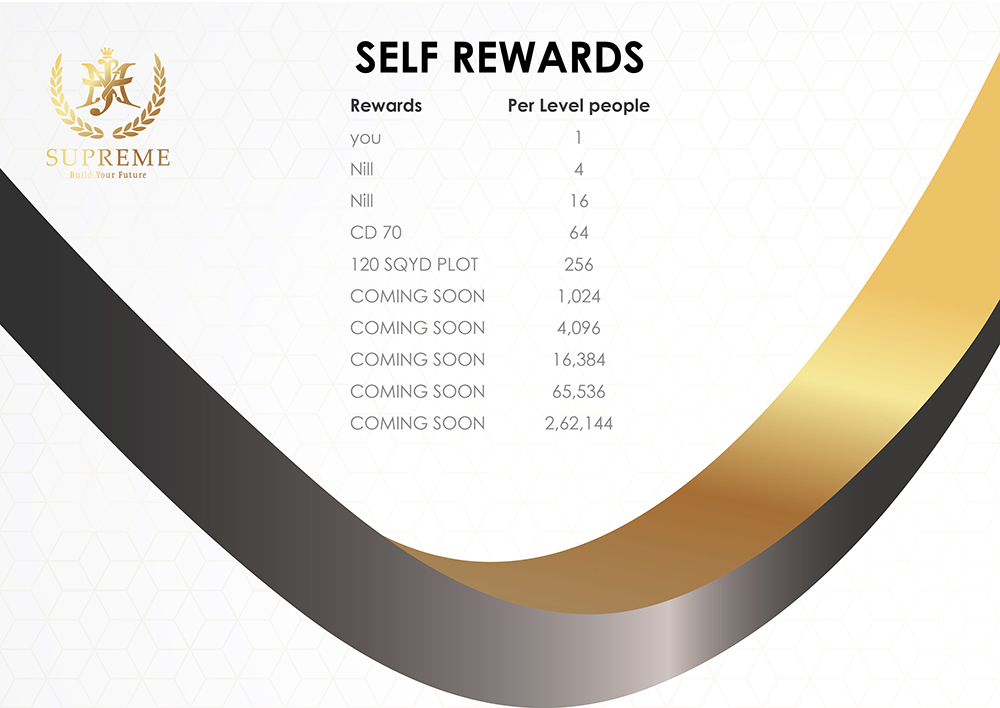 SUPREME
Build Your Future
SELF REWARDS
Rewards Per Level people
you 1
Nill 4
Nill 16
CD 70 64
120 SQYD PLOT 256
COMING SOON 1,024
COMING SOON 4,096
COMING SOON 16,384
COMING SOON 65,536
COMING SOON 2,62,144